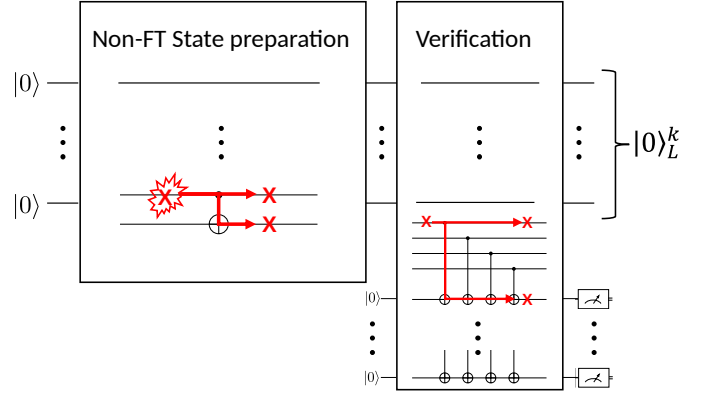 Non-FT State preparation
Verification
|0⟩
|0⟩
|0⟩_L^k
X
X
X
X
X
X
|0⟩
|0⟩